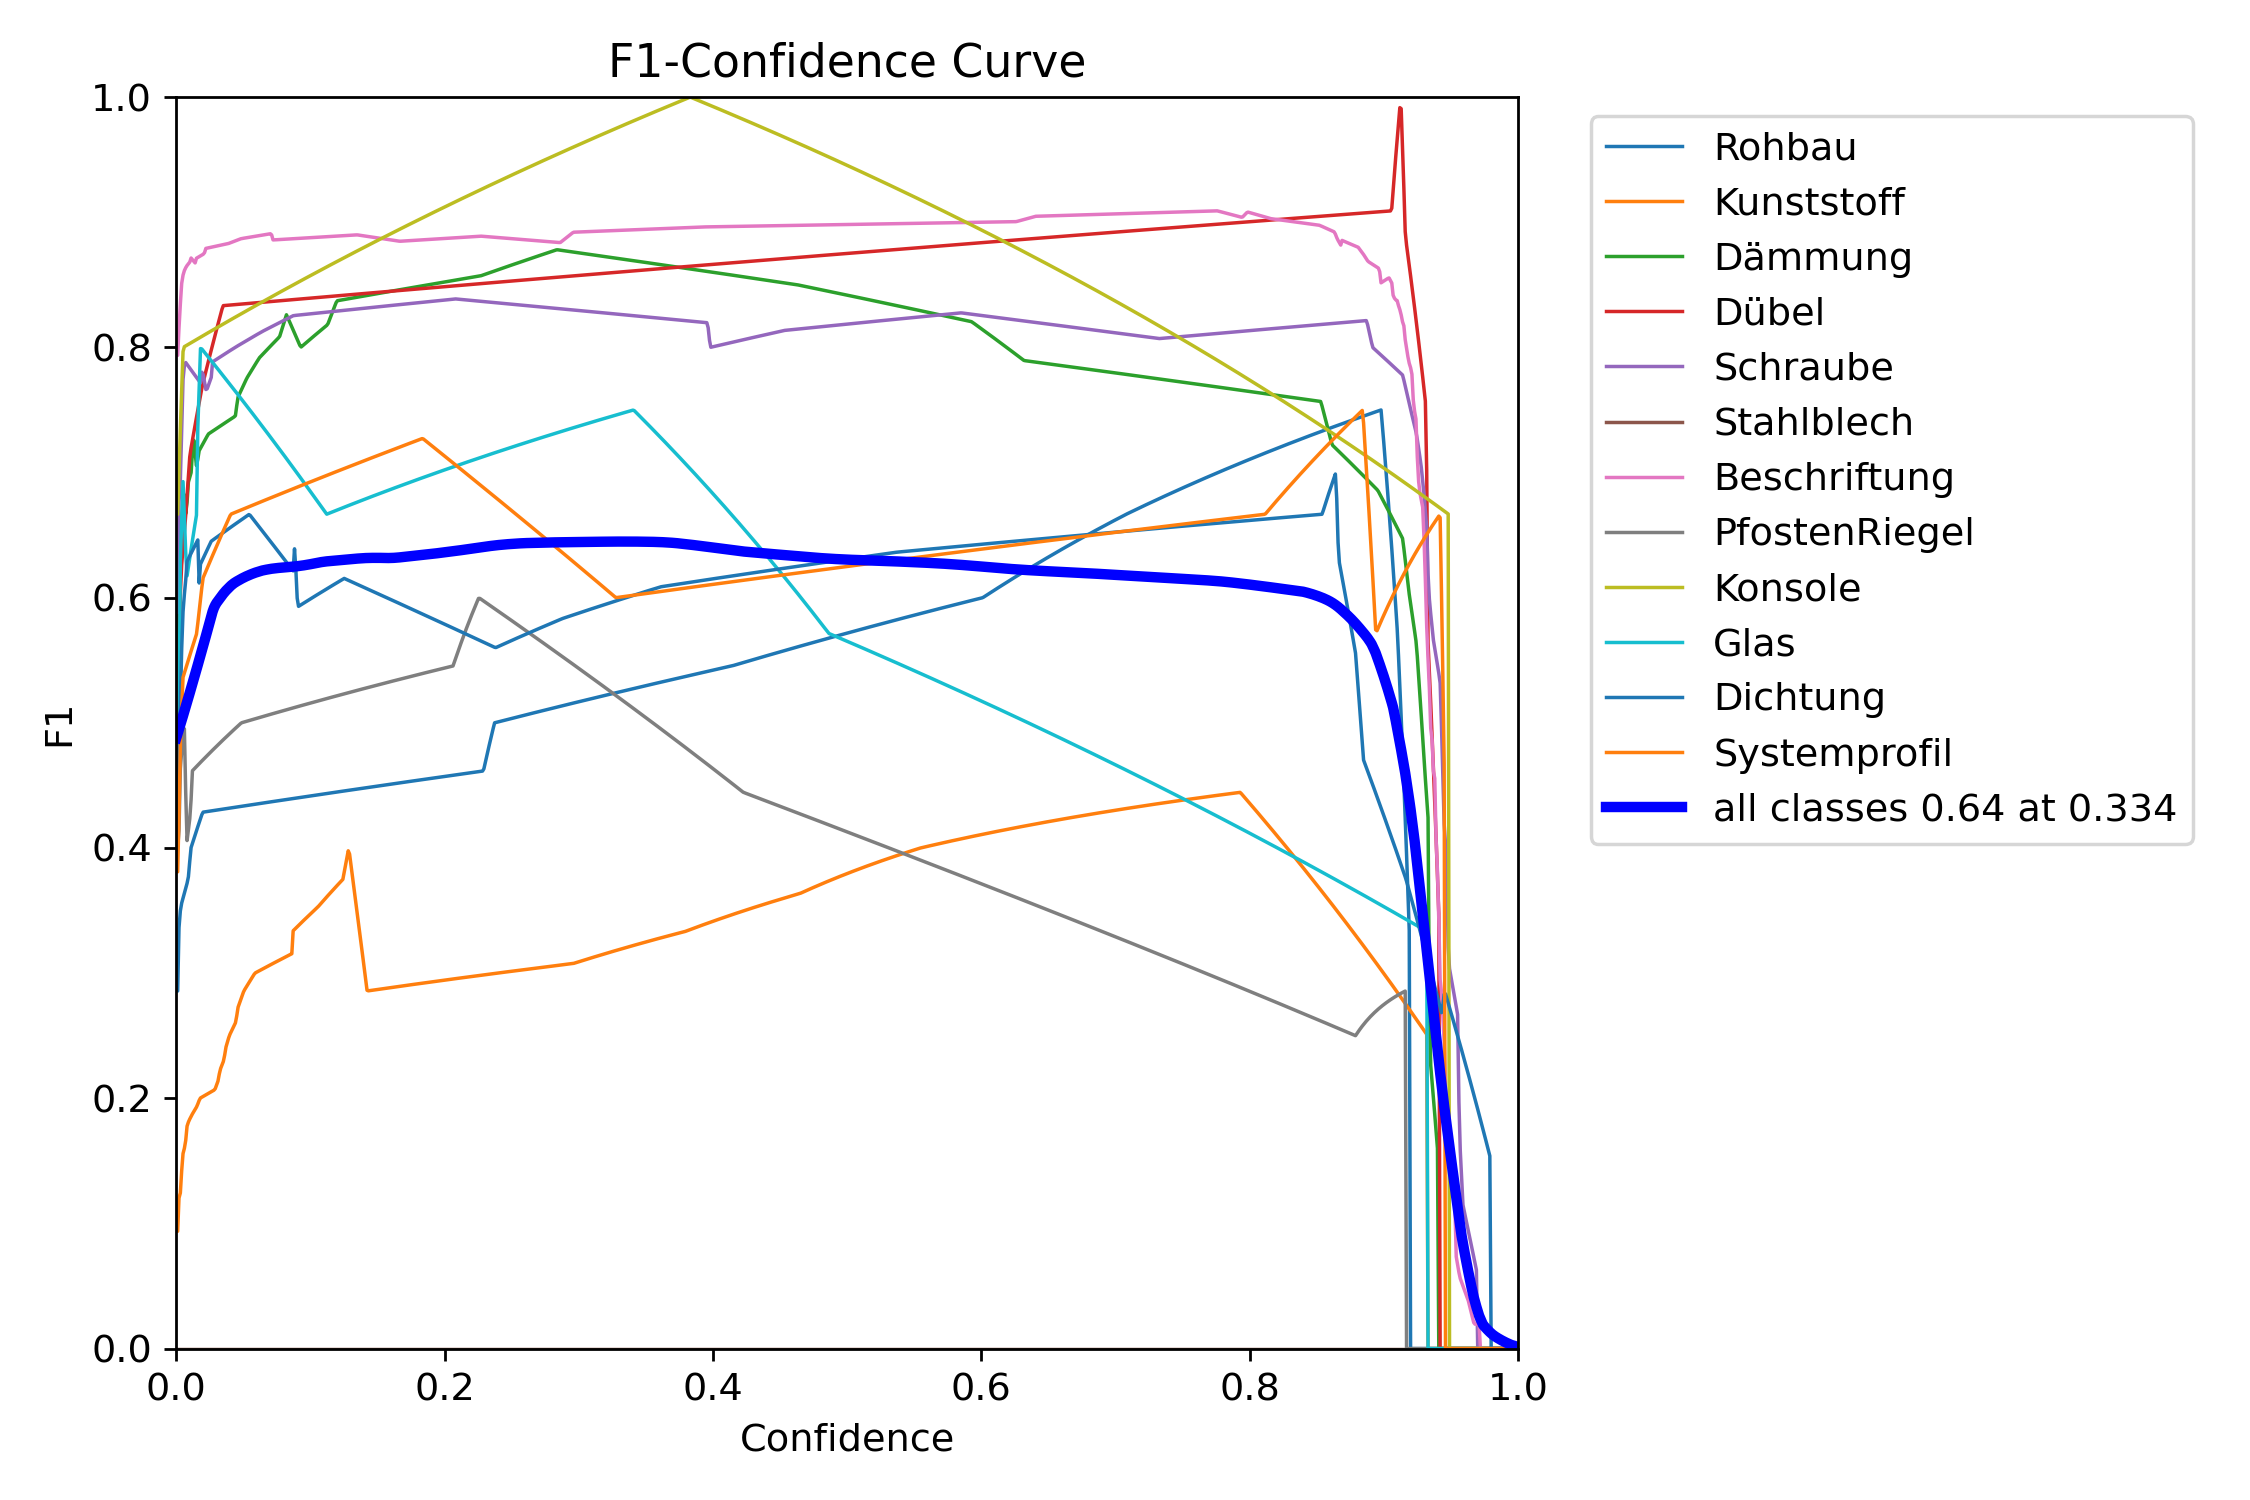 F1-Confidence Curve
1.0
0.8
0.6
0.4
0.2
0.0
F1
0.0 0.2 0.4 0.6 0.8 1.0
Confidence
Rohbau
Kunststoff
Dämmung
Dübel
Schraube
Stahlblech
Beschriftung
PfostenRiegel
Konsole
Glas
Dichtung
Systemprofil
all classes 0.64 at 0.334